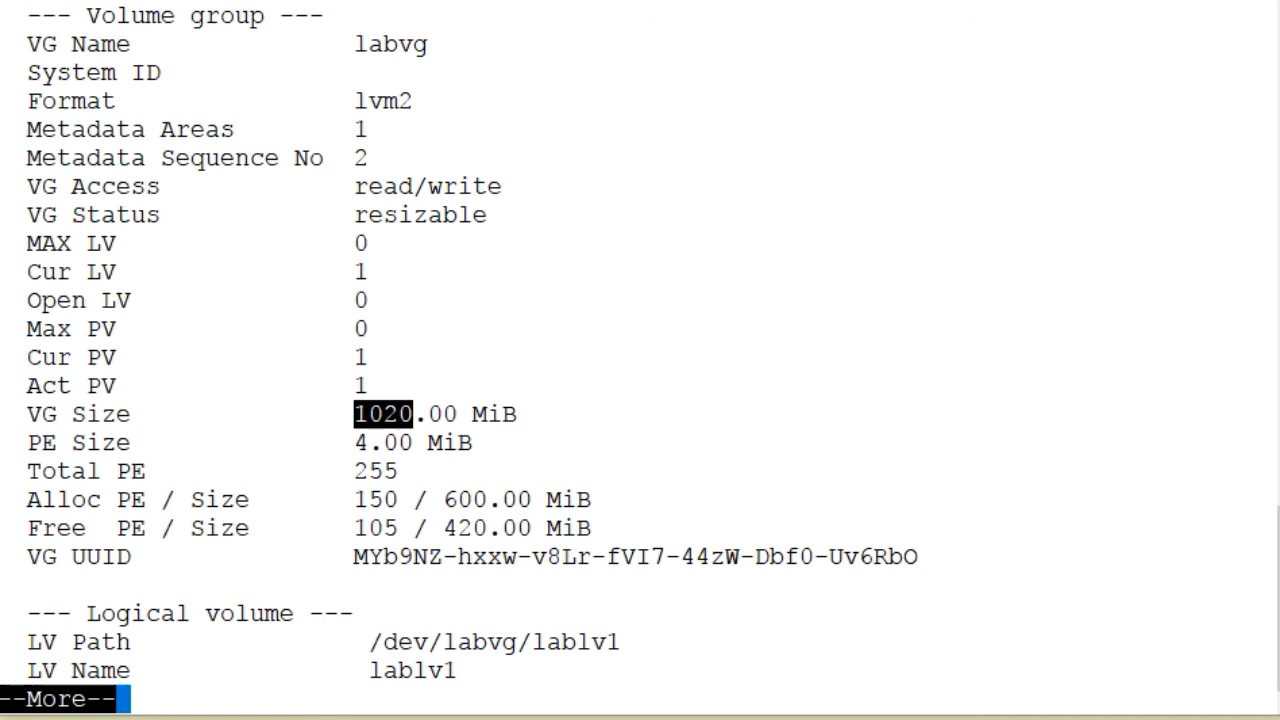 --- Volume group ---
VG Name labvg
System ID
Format lvm2
Metadata Areas 1
Metadata Sequence No 2
VG Access read/write
VG Status resizable
MAX LV 0
Cur LV 1
Open LV 0
Max PV 0
Cur PV 1
Act PV 1
VG Size 1020.00 MiB
PE Size 4.00 MiB
Total PE 255
Alloc PE / Size 150 / 600.00 MiB
Free PE / Size 105 / 420.00 MiB
VG UUID MYb9NZ-hxxw-v8Lr-fVI7-44zW-Dbf0-Uv6RbO
--- Logical volume ---
LV Path /dev/labvg/lablv1
LV Name lablv1
--More--